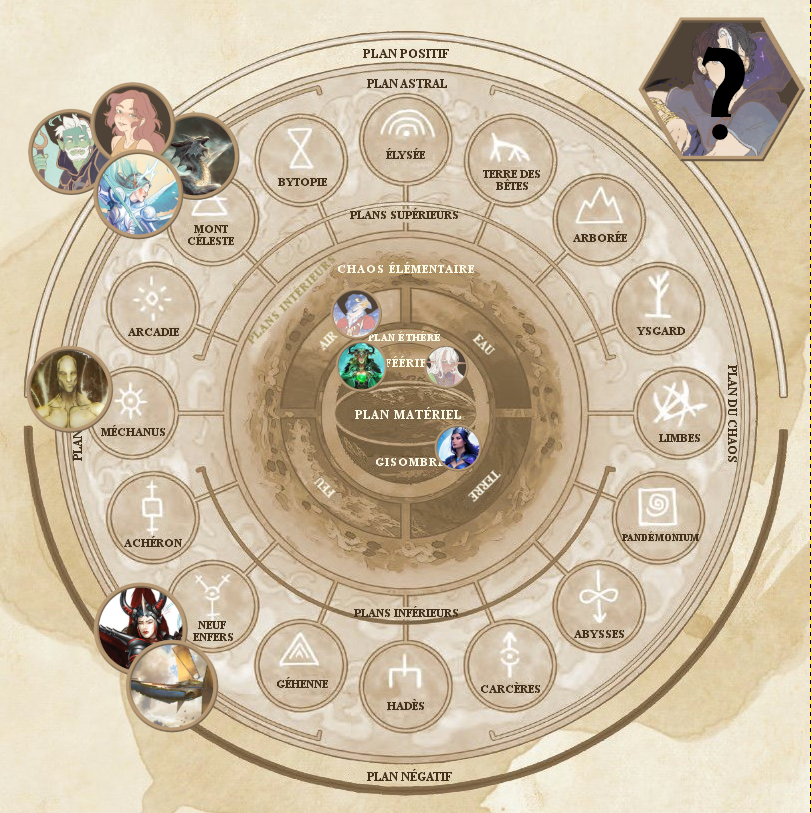 PLAN POSITIF
PLAN ASTRAL
?
ÉLYSÉE
BYTOPIE
TERRE DES
BÊTES
PLANS SUPÉRIEURS
MONT
CÉLESTE
ARBORÉE
CHAOS ÉLÉMENTAIRE
PLANS INTÉRIEURS
ARCADIE
YSGARD
AIR
PLAN ÉTHÉRÉ
EAU
FÉÉRIE
PLAN MATÉRIEL
PLAN DU CHAOS
MÉCHANUS
LIMBES
PLAN
GISOMBR
TERRE
FEU
ACHÉRON
PANDÉMONIUM
NEUF
ENFERS
PLANS INFÉRIEURS
ABYSSES
GÉHENNE
HADÈS
CARCÈRES
PLAN NÉGATIF